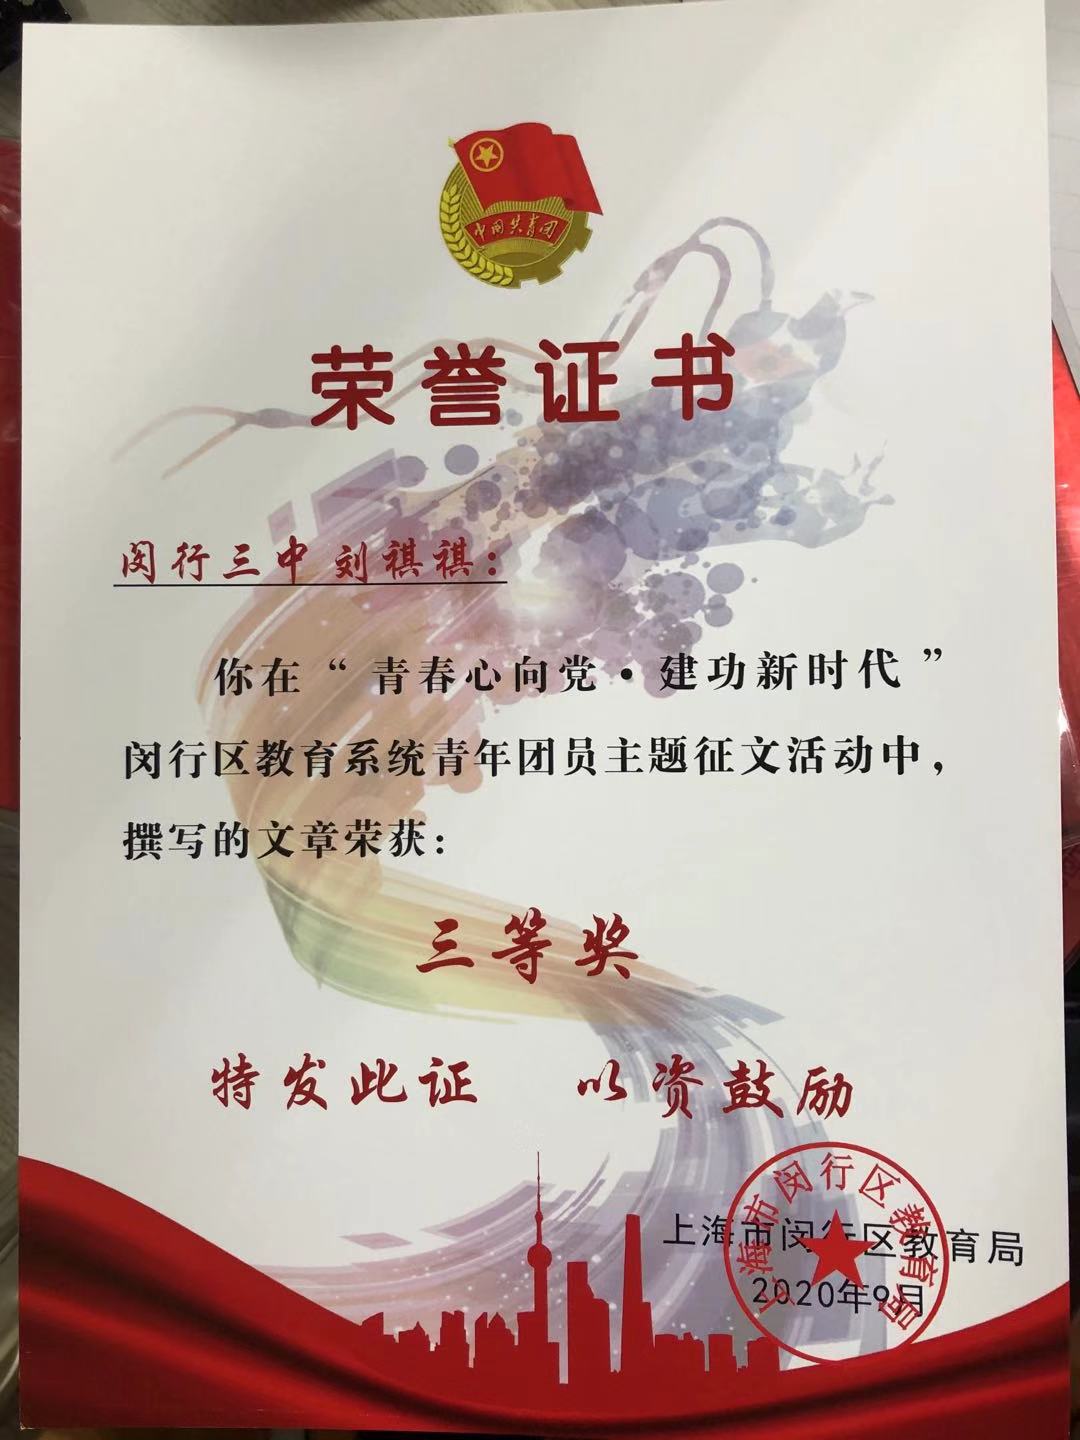 中国共青团
荣誉证书
闵行三中 刘祺祺：
你在“青春心向党·建功新时代”
闵行区教育系统青年团员主题征文活动中，
撰写的文章荣获：
三等奖
特发此证 以资鼓励
上海市闵行区教育局
2020年9月
上海市闵行区教育局